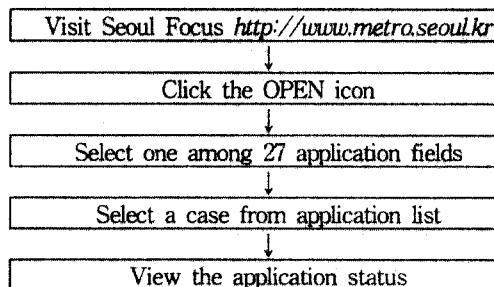 Visit Seoul Focus http://www.metro.seoul.kr
Click the OPEN icon
Select one among 27 application fields
Select a case from application list
View the application status